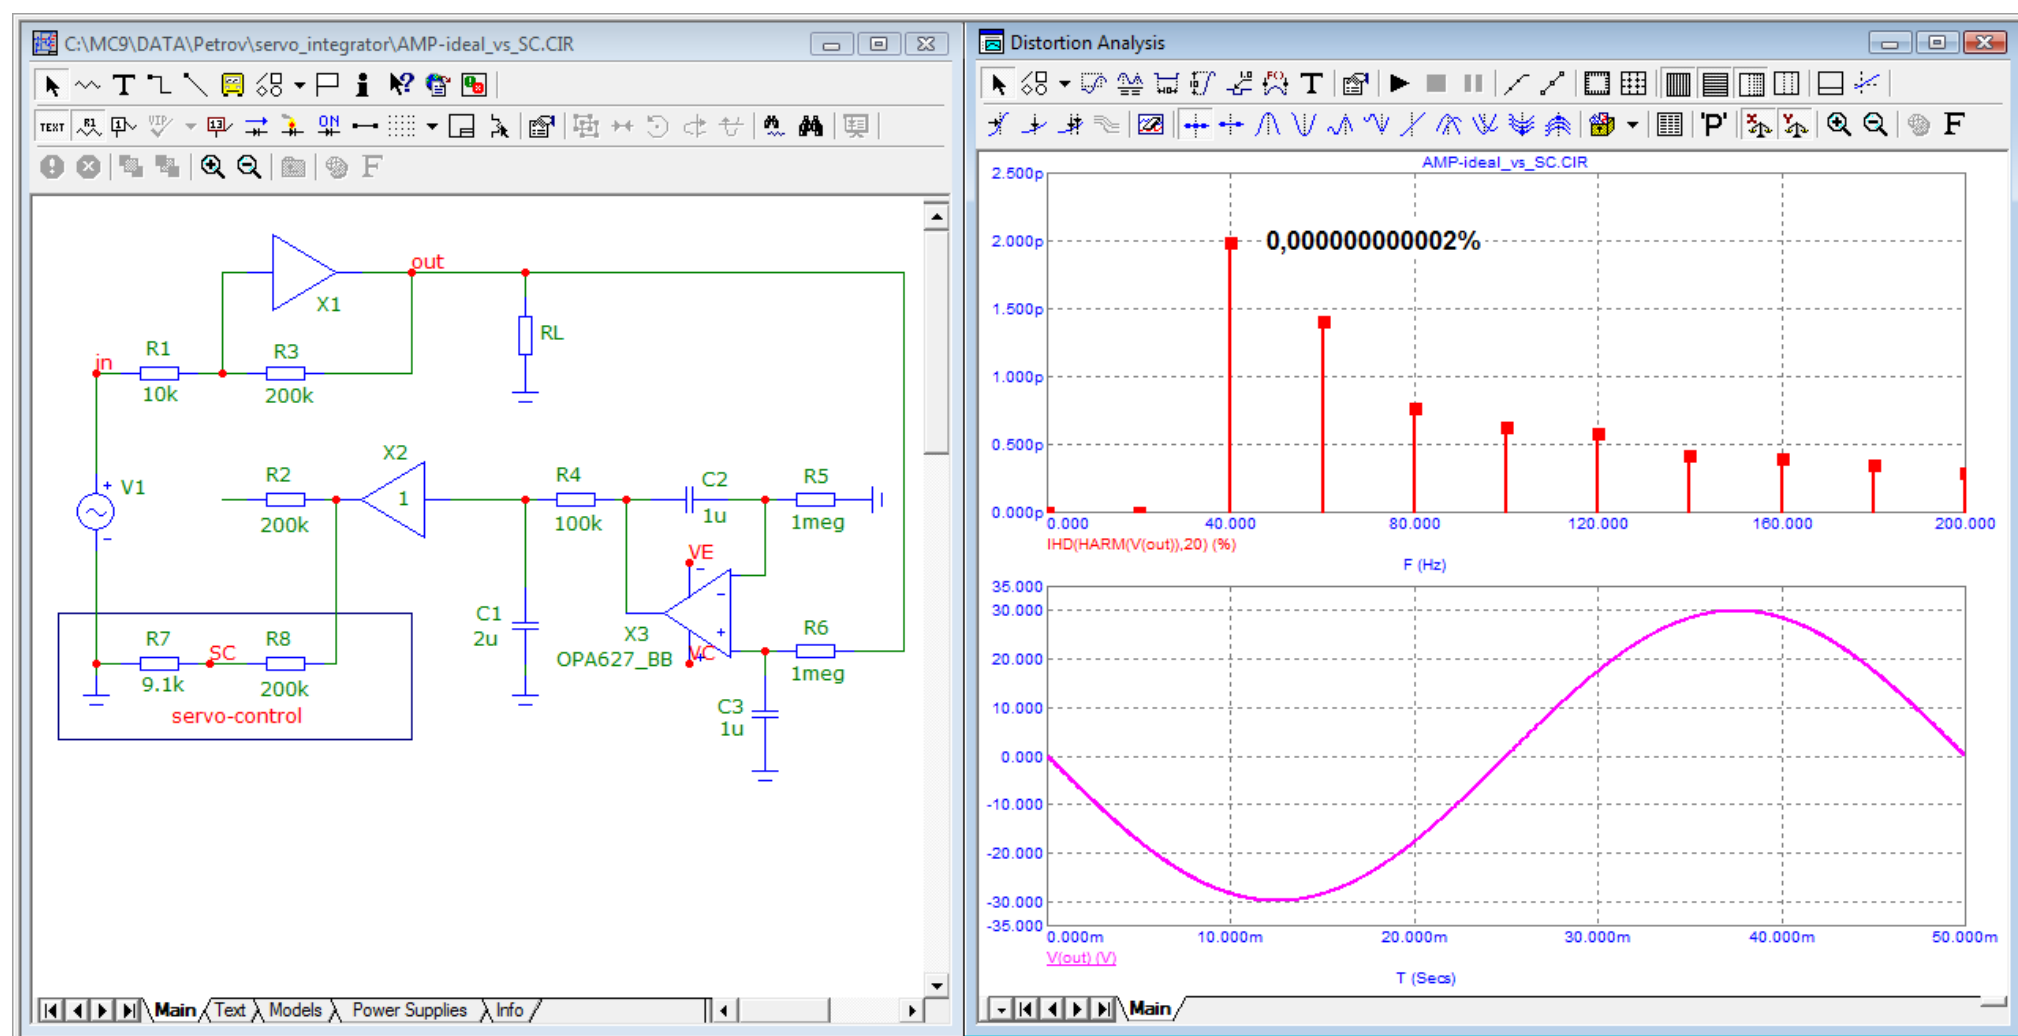 C:\MC9\DATA\Petrov\servo_integrator\AMP-ideal_vs_SC.CIR
TEXT
out
X1
RL
in
R1
10k
R3
200k
X2
1
R2
200k
R4
100k
C2
1u
R5
1meg
V1
VE
X3
OPA627_BB
VC
R6
1meg
C1
2u
C3
1u
R7
9.1k
SC
R8
200k
servo-control
Main
Text
Models
Power Supplies
Info
Distortion Analysis
AMP-ideal_vs_SC.CIR
2.500p
2.000p
1.500p
1.000p
0.500p
0.000p
0,000000000002%
0.000 40.000 80.000 120.000 160.000 200.000
IHD(HARM(V(out)),20) (%)
F (Hz)
35.000
30.000
20.000
10.000
0.000
-10.000
-20.000
-30.000
-35.000
0.000m 10.000m 20.000m 30.000m 40.000m 50.000m
V(out) (V)
T (Secs)
Main